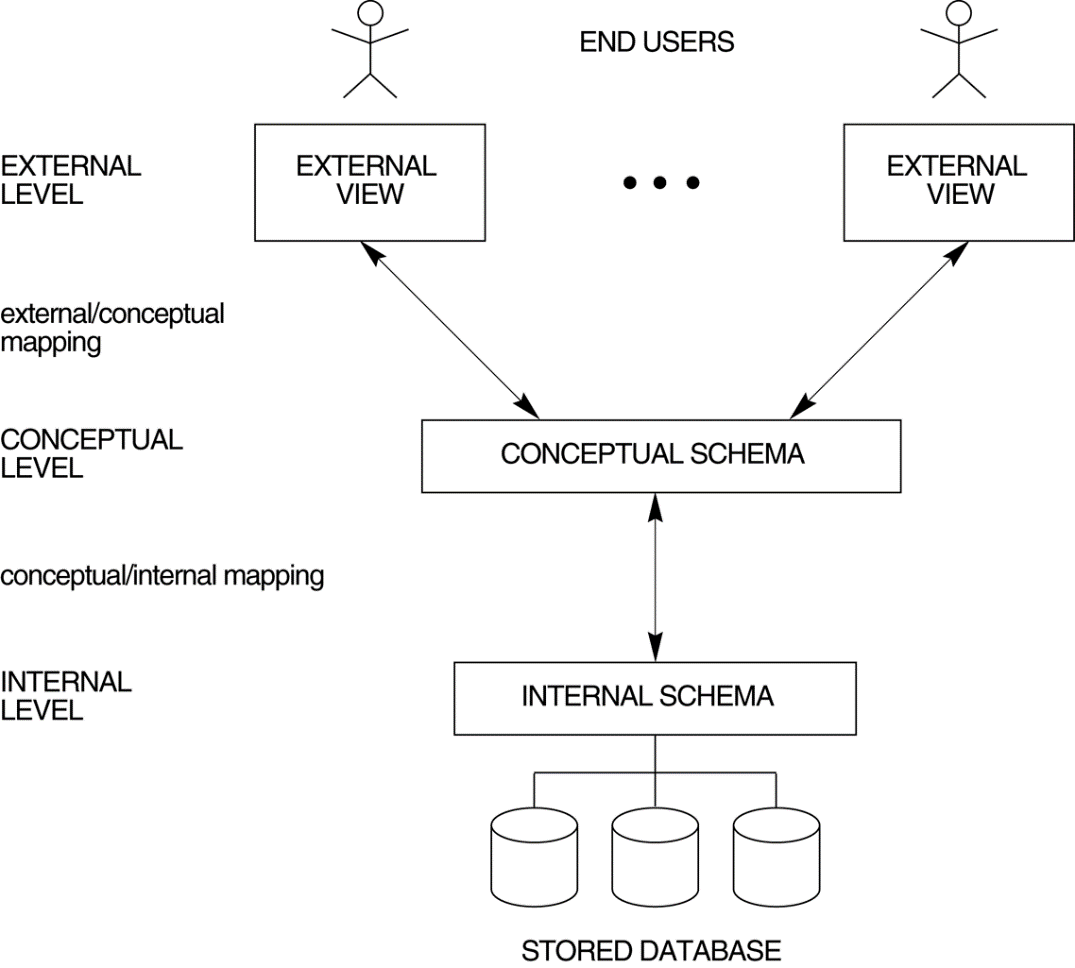 END USERS
EXTERNAL
LEVEL
EXTERNAL
VIEW
EXTERNAL
VIEW
external/conceptual
mapping
CONCEPTUAL
LEVEL
CONCEPTUAL SCHEMA
conceptual/internal mapping
INTERNAL
LEVEL
INTERNAL SCHEMA
STORED DATABASE